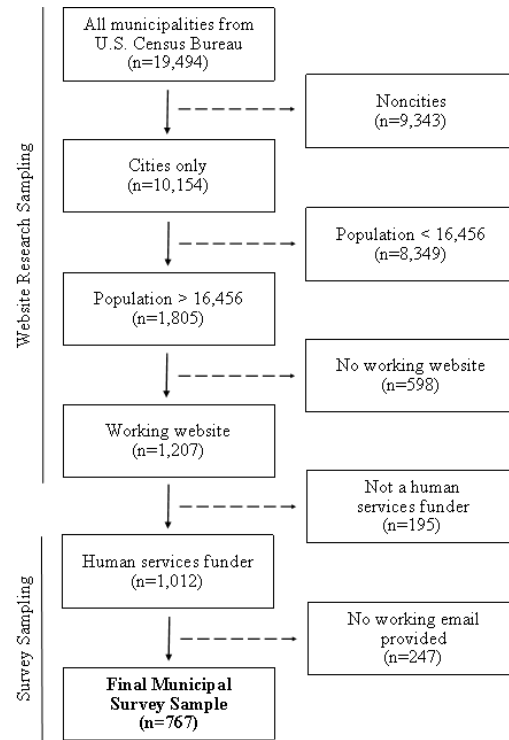 All municipalities from
U.S. Census Bureau
(n=19,494)
Noncities
(n=9,343)
Cities only
(n=10,154)
Population < 16,456
(n=8,349)
Population > 16,456
(n=1,805)
No working website
(n=598)
Working website
(n=1,207)
Website Research Sampling
Not a human
services funder
(n=195)
Human services funder
(n=1,012)
No working email
provided
(n=247)
Final Municipal
Survey Sample
(n=767)
Survey Sampling